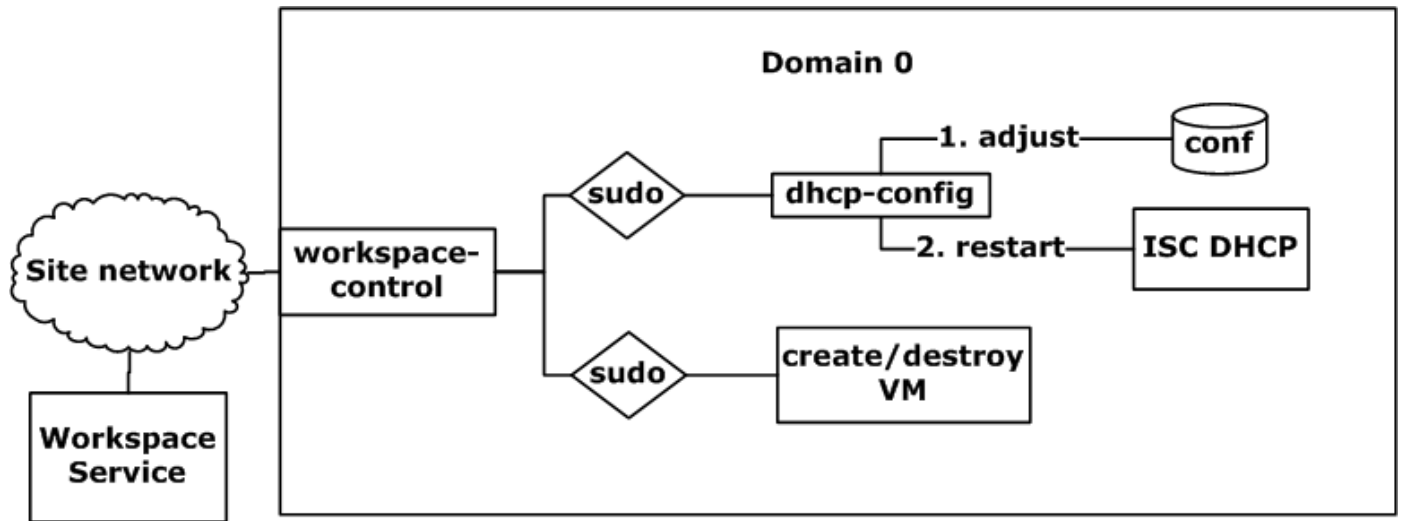 Domain 0
1. adjust
conf
sudo
dhcp-config
2. restart
ISC DHCP
Site network
workspace-
control
sudo
create/destroy
VM
Workspace
Service